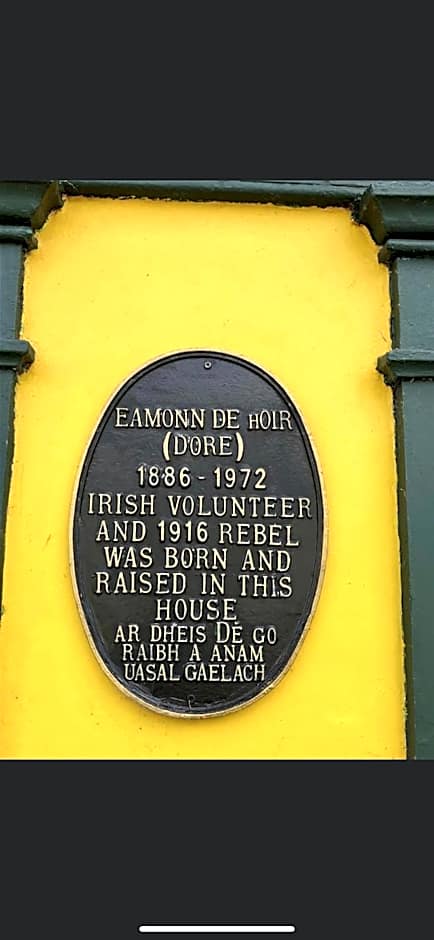 EAMONN DE hOIR
(D'ORE)
1886 - 1972
IRISH VOLUNTEER
AND 1916 REBEL
WAS BORN AND
RAISED IN THIS
HOUSE
AR DHEIS DÉ GO
RAIBH A ANAM
UASAL GAELACH